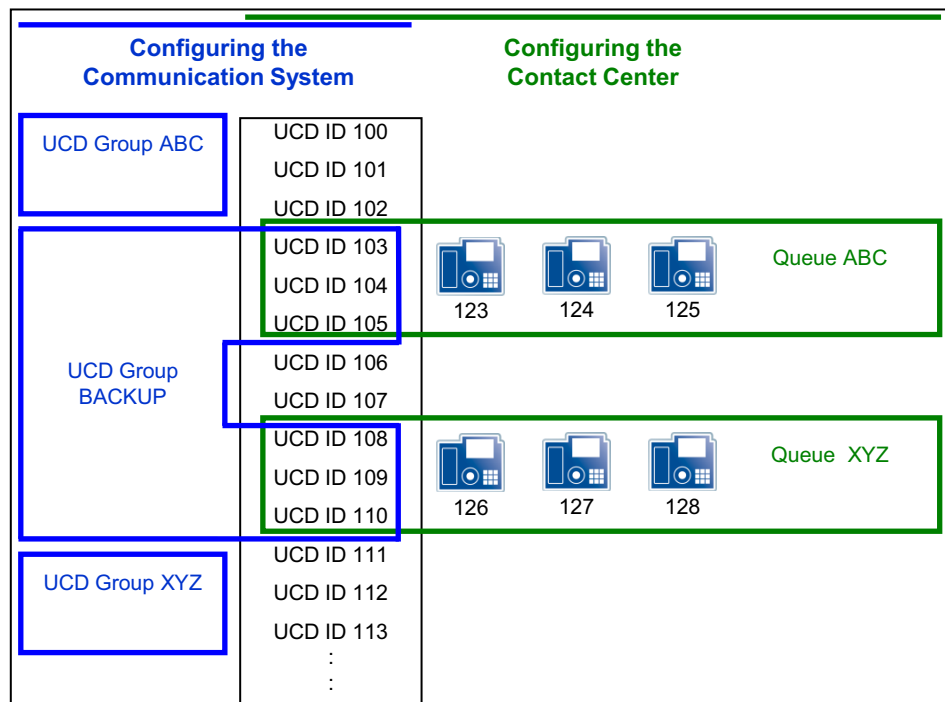 Configuring the
Communication System
Configuring the
Contact Center
UCD Group ABC
UCD ID 100
UCD ID 101
UCD ID 102
UCD ID 103
UCD ID 104
UCD ID 105
123
124
125
Queue ABC
UCD Group
BACKUP
UCD ID 106
UCD ID 107
UCD ID 108
UCD ID 109
UCD ID 110
126
127
128
Queue XYZ
UCD Group XYZ
UCD ID 111
UCD ID 112
UCD ID 113
:
: